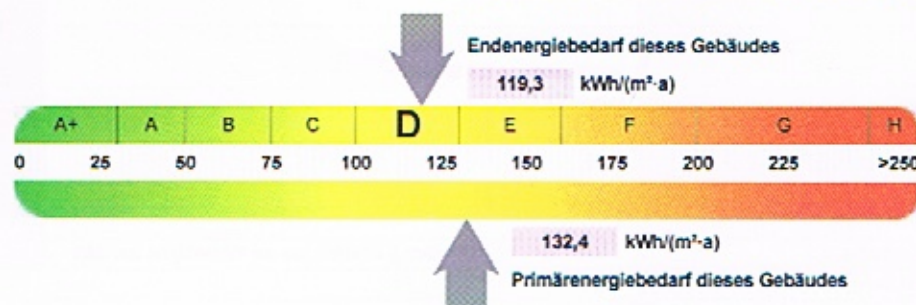 Endenergiebedarf dieses Gebäudes
119,3 kWh/(m²·a)
A+ A B C D E F G H
0 25 50 75 100 125 150 175 200 225 >250
132,4 kWh/(m²·a)
Primärenergiebedarf dieses Gebäudes